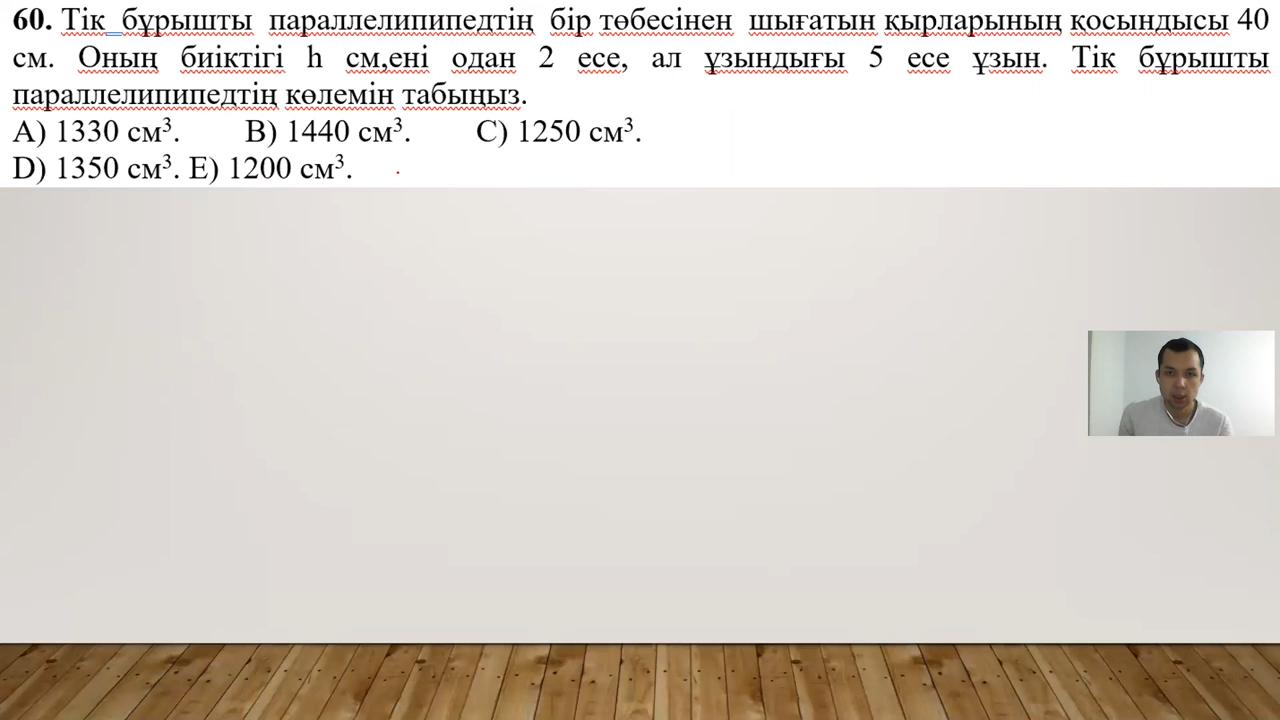 60. Тік бұрышты параллелипипедтің бір төбесінен шығатын қырларының қосындысы 40
см. Оның биіктігі h см,ені одан 2 есе, ал ұзындығы 5 есе ұзын. Тік бұрышты
параллелипипедтің көлемін табыңыз.
A) 1330 см³. B) 1440 см³. C) 1250 см³.
D) 1350 см³. E) 1200 см³.